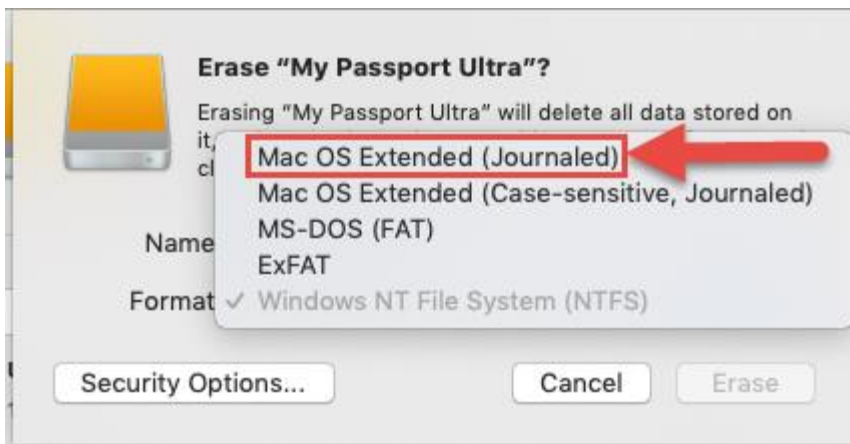 Erase “My Passport Ultra”?
Erasing “My Passport Ultra” will delete all data stored on
it,
Mac OS Extended (Journaled)
cl
Mac OS Extended (Case-sensitive, Journaled)
Name
MS-DOS (FAT)
ExFAT
Format ✓ Windows NT File System (NTFS)
Security Options...
Cancel
Erase